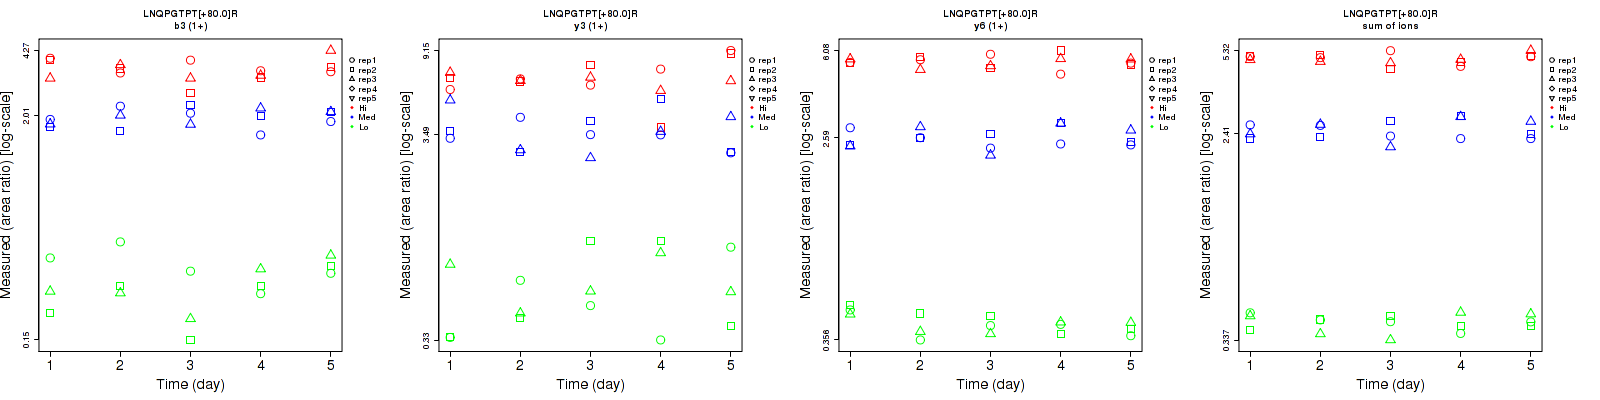 LNQPGTPT[+80.0]R
b3 (1+)
Measured (area ratio) [log-scale]
4.27
2.01
0.15
1 2 3 4 5
Time (day)
rep1
rep2
rep3
rep4
rep5
Hi
Med
Lo
LNQPGTPT[+80.0]R
y3 (1+)
Measured (area ratio) [log-scale]
9.15
3.49
0.33
1 2 3 4 5
Time (day)
rep1
rep2
rep3
rep4
rep5
Hi
Med
Lo
LNQPGTPT[+80.0]R
y6 (1+)
Measured (area ratio) [log-scale]
6.08
2.59
0.356
1 2 3 4 5
Time (day)
rep1
rep2
rep3
rep4
rep5
Hi
Med
Lo
LNQPGTPT[+80.0]R
sum of ions
Measured (area ratio) [log-scale]
5.32
2.41
0.337
1 2 3 4 5
Time (day)
rep1
rep2
rep3
rep4
rep5
Hi
Med
Lo